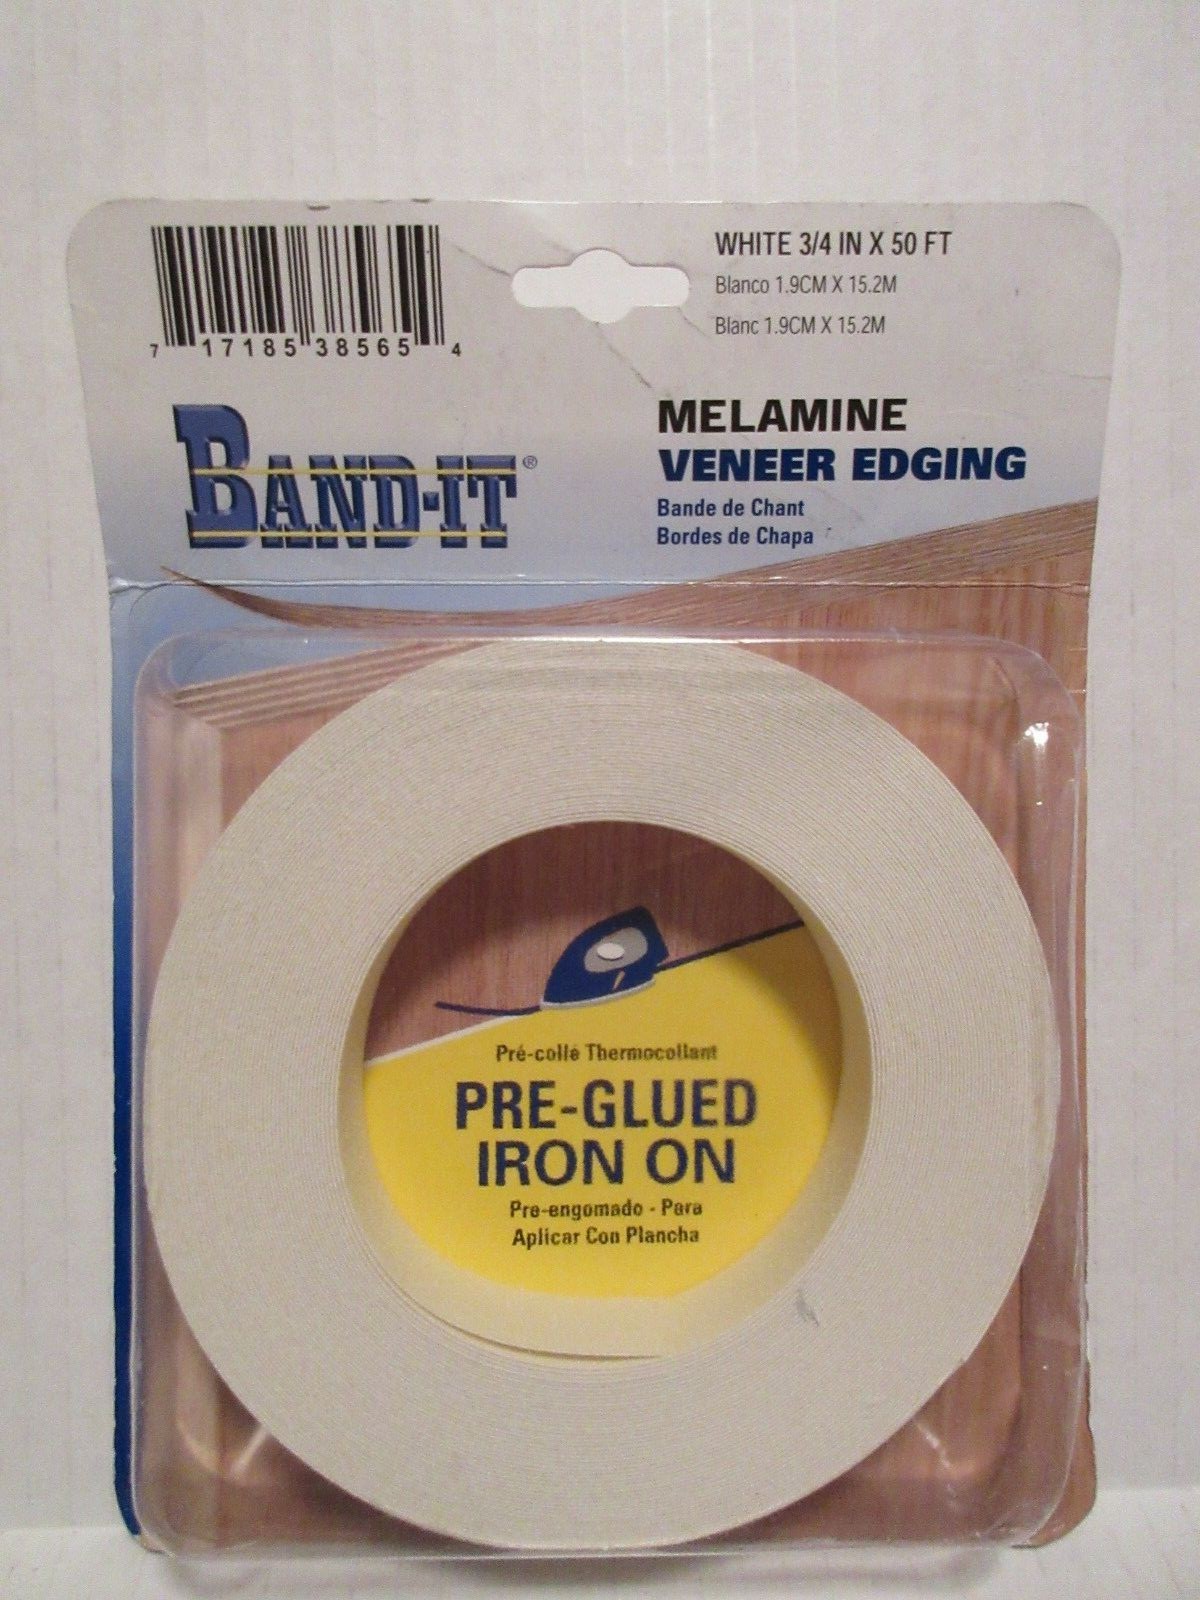 WHITE 3/4 IN X 50 FT
Blanco 1.9CM X 15.2M
Blanc 1.9CM X 15.2M
7 17185 38565 4
BAND-IT®
MELAMINE
VENEER EDGING
Bande de Chant
Bordes de Chapa
Pré-collé Thermocollant
PRE-GLUED
IRON ON
Pre-engomado - Para
Aplicar Con Plancha